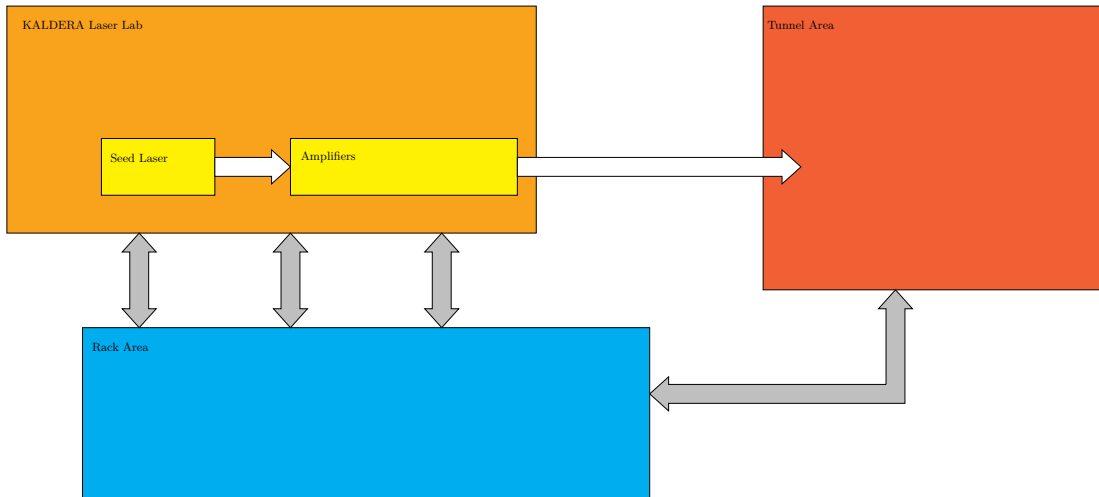 KALDERA Laser Lab
Tunnel Area
Seed Laser
Amplifiers
Rack Area